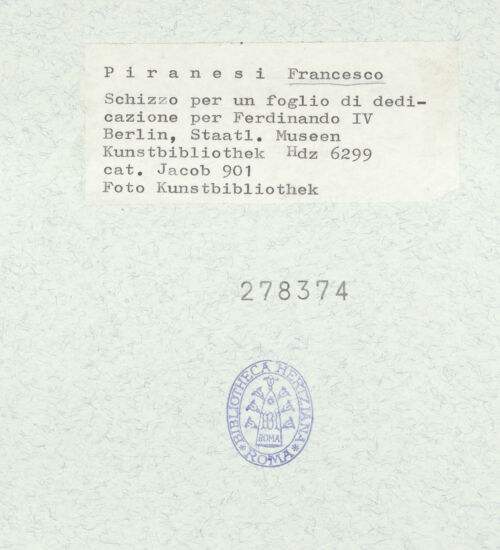 P i r a n e s i Francesco
Schizzo per un foglio di dedi-
cazione per Ferdinando IV
Berlin, Staatl. Museen
Kunstbibliothek Hdz 6299
cat. Jacob 901
Foto Kunstbibliothek
278374
BIBLIOTHECA HERTZIANA
ROMA
* ROMA *